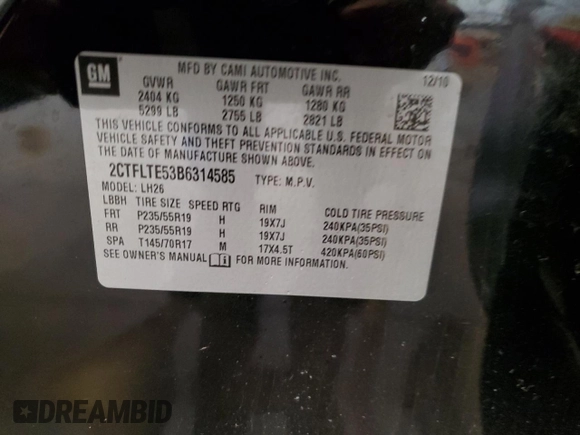 GM
MFD BY CAMI AUTOMOTIVE INC. 12/10
GVWR GAWR FRT GAWR RR
2404 KG 1250 KG 1280 KG
5299 LB 2755 LB 2821 LB
THIS VEHICLE CONFORMS TO ALL APPLICABLE U.S. FEDERAL MOTOR
VEHICLE SAFETY AND THEFT PREVENTION STANDARDS IN EFFECT ON
THE DATE OF MANUFACTURE SHOWN ABOVE.
2CTFLTE53B6314585 TYPE: M.P.V.
MODEL: LH26
LBBH TIRE SIZE SPEED RTG RIM COLD TIRE PRESSURE
FRT P235/55R19 H 19X7J 240KPA(35PSI)
RR P235/55R19 H 19X7J 240KPA(35PSI)
SPA T145/70R17 M 17X4.5T 420KPA(60PSI)
SEE OWNER'S MANUAL FOR MORE INFORMATION.
DREAMBID